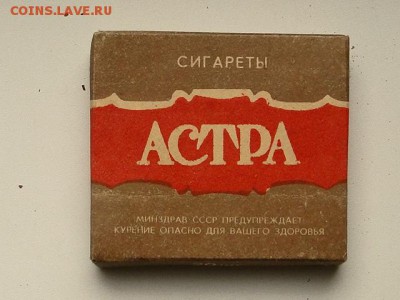 COINS.LAVE.RU
СИГАРЕТЫ
АСТРА
МИНЗДРАВ СССР ПРЕДУПРЕЖДАЕТ:
КУРЕНИЕ ОПАСНО ДЛЯ ВАШЕГО ЗДОРОВЬЯ